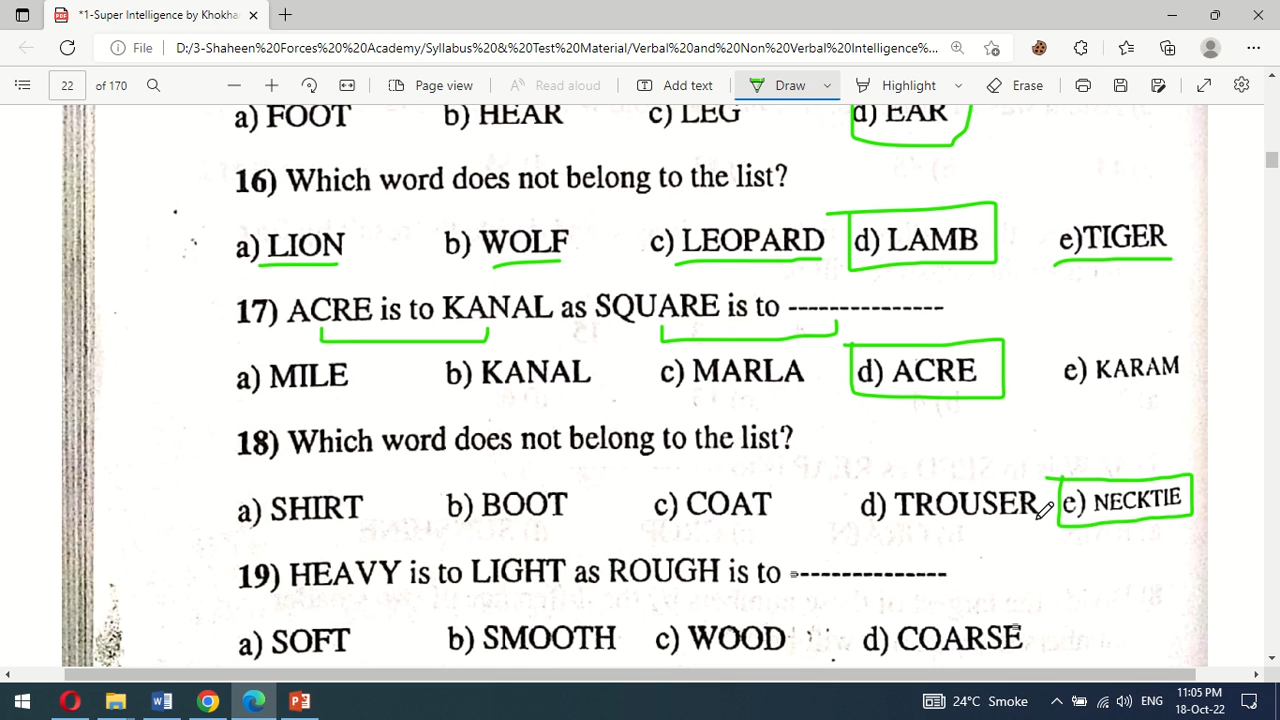 *1-Super Intelligence by Khokha
File D:/3-Shaheen%20Forces%20%20Academy/Syllabus%20&%20Test%20Material/Verbal%20and%20Non%20Verbal%20Intelligence%...
22 of 170 Page view Read aloud Add text Draw Highlight Erase
a) FOOT b) HEAR c) LEG d) EAR
16) Which word does not belong to the list?
a) LION b) WOLF c) LEOPARD d) LAMB e)TIGER
17) ACRE is to KANAL as SQUARE is to ---------------
a) MILE b) KANAL c) MARLA d) ACRE e) KARAM
18) Which word does not belong to the list?
a) SHIRT b) BOOT c) COAT d) TROUSER e) NECKTIE
19) HEAVY is to LIGHT as ROUGH is to ---------------
a) SOFT b) SMOOTH c) WOOD d) COARSE
24°C Smoke ENG 11:05 PM
18-Oct-22